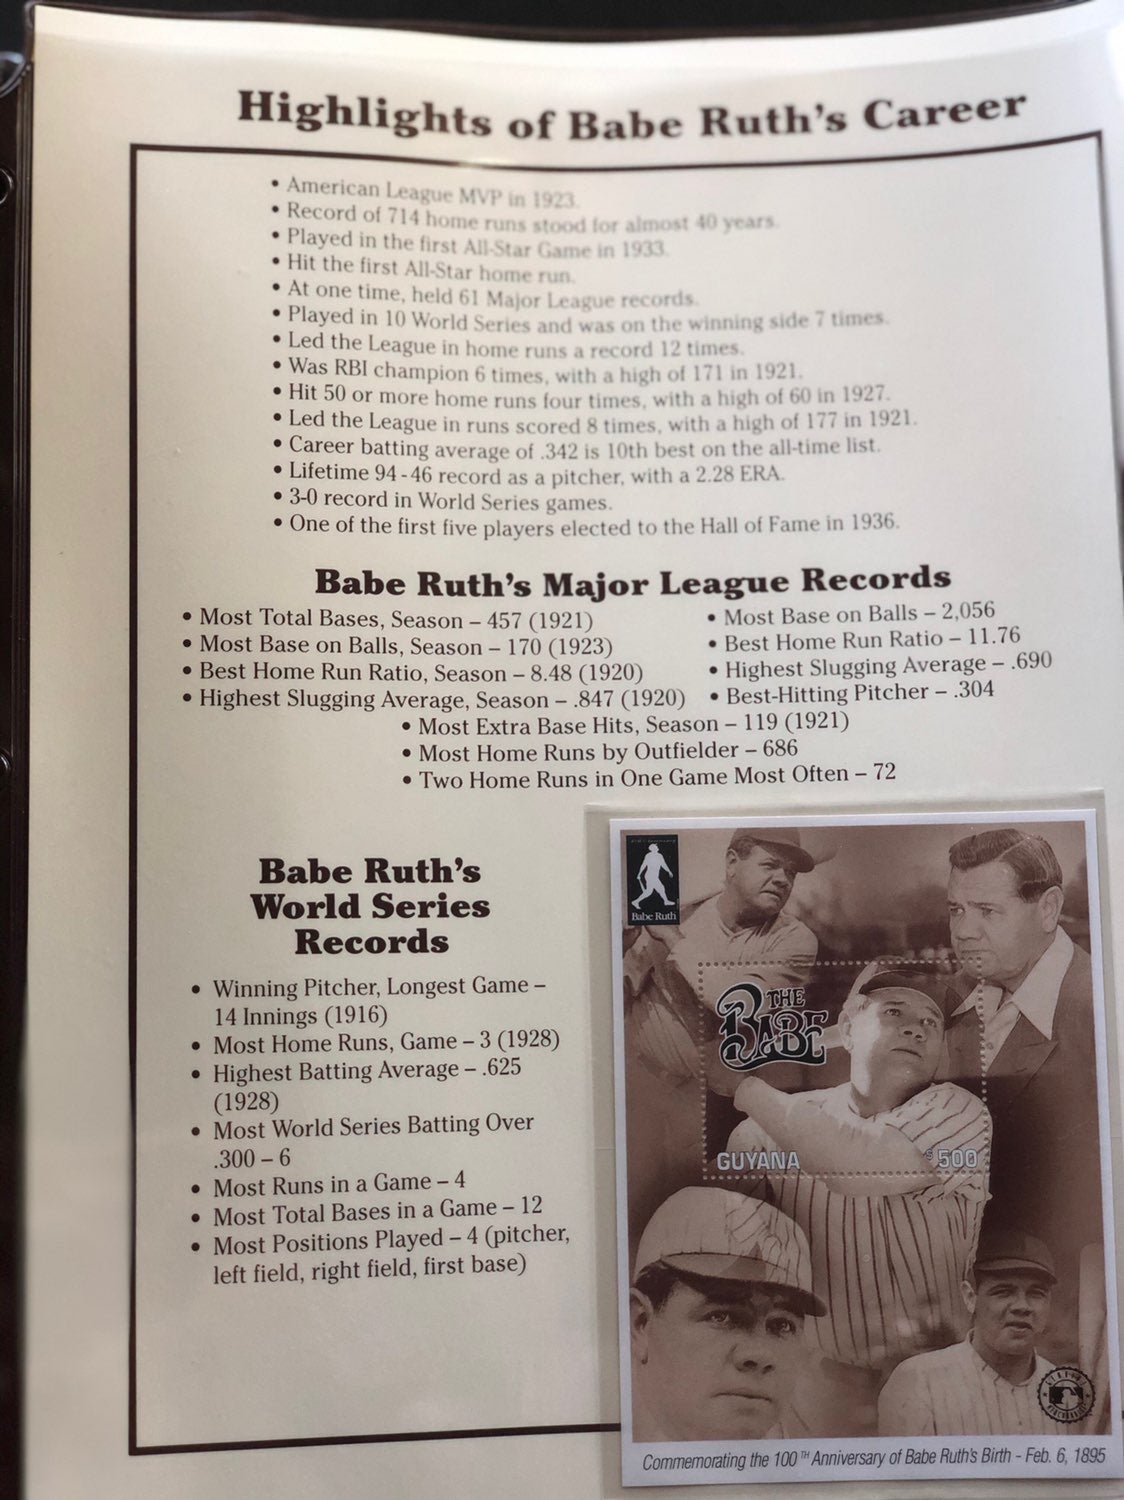 Highlights of Babe Ruth's Career
• American League MVP in 1923.
• Record of 714 home runs stood for almost 40 years.
• Played in the first All-Star Game in 1933.
• Hit the first All-Star home run.
• At one time, held 61 Major League records.
• Played in 10 World Series and was on the winning side 7 times.
• Led the League in home runs a record 12 times.
• Was RBI champion 6 times, with a high of 171 in 1921.
• Hit 50 or more home runs four times, with a high of 60 in 1927.
• Led the League in runs scored 8 times, with a high of 177 in 1921.
• Career batting average of .342 is 10th best on the all-time list.
• Lifetime 94-46 record as a pitcher, with a 2.28 ERA.
• 3-0 record in World Series games.
• One of the first five players elected to the Hall of Fame in 1936.
Babe Ruth's Major League Records
• Most Total Bases, Season – 457 (1921)
• Most Base on Balls, Season – 170 (1923)
• Best Home Run Ratio, Season – 8.48 (1920)
• Highest Slugging Average, Season – .847 (1920)
• Most Base on Balls – 2,056
• Best Home Run Ratio – 11.76
• Highest Slugging Average – .690
• Best-Hitting Pitcher – .304
• Most Extra Base Hits, Season – 119 (1921)
• Most Home Runs by Outfielder – 686
• Two Home Runs in One Game Most Often – 72
Babe Ruth's
World Series
Records
• Winning Pitcher, Longest Game –
14 Innings (1916)
• Most Home Runs, Game – 3 (1928)
• Highest Batting Average – .625
(1928)
• Most World Series Batting Over
.300 – 6
• Most Runs in a Game – 4
• Most Total Bases in a Game – 12
• Most Positions Played – 4 (pitcher,
left field, right field, first base)
Babe Ruth
THE
BABE
GUYANA
$500
Commemorating the 100TH Anniversary of Babe Ruth's Birth - Feb. 6, 1895